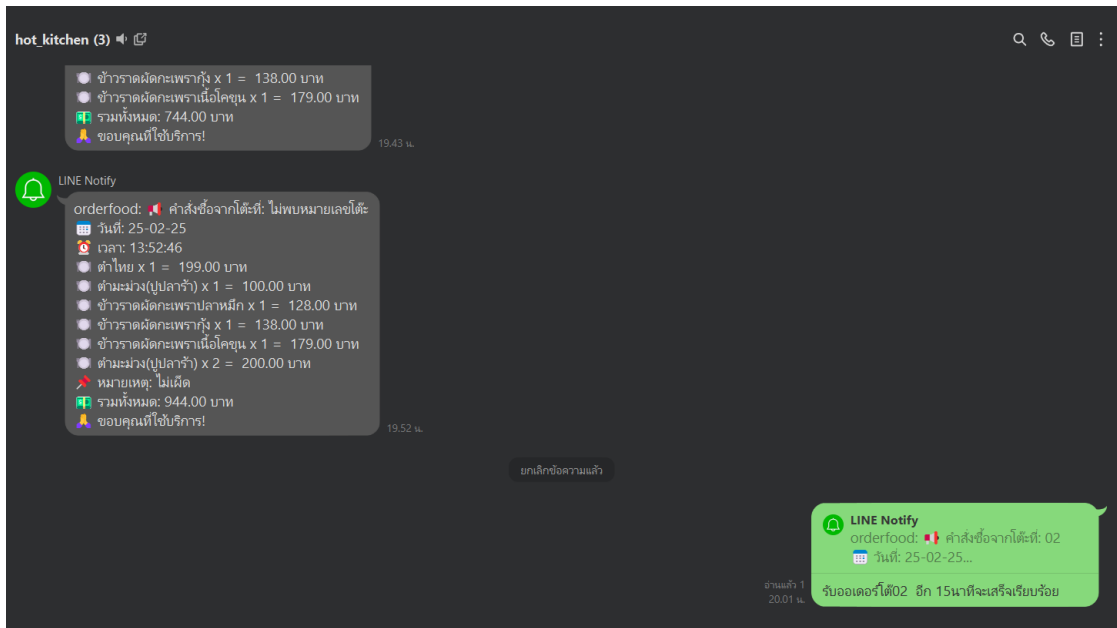 hot_kitchen (3)
ข้าวราดผัดกะเพรากุ้ง x 1 = 138.00 บาท
ข้าวราดผัดกะเพราเนื้อโคขุน x 1 = 179.00 บาท
รวมทั้งหมด: 744.00 บาท
ขอบคุณที่ใช้บริการ!
19.43 น.
LINE Notify
orderfood: 📢 คำสั่งซื้อจากโต๊ะที่: ไม่พบหมายเลขโต๊ะ
วันที่: 25-02-25
เวลา: 13:52:46
ตำไทย x 1 = 199.00 บาท
ตำมะม่วง(ปูปลาร้า) x 1 = 100.00 บาท
ข้าวราดผัดกะเพราปลาหมึก x 1 = 128.00 บาท
ข้าวราดผัดกะเพรากุ้ง x 1 = 138.00 บาท
ข้าวราดผัดกะเพราเนื้อโคขุน x 1 = 179.00 บาท
ตำมะม่วง(ปูปลาร้า) x 2 = 200.00 บาท
หมายเหตุ: ไม่เผ็ด
รวมทั้งหมด: 944.00 บาท
ขอบคุณที่ใช้บริการ!
19.52 น.
ยกเลิกข้อความแล้ว
LINE Notify
orderfood: 📢 คำสั่งซื้อจากโต๊ะที่: 02
วันที่: 25-02-25...
รับออเดอร์โต๊02 อีก 15นาทีจะเสร็จเรียบร้อย
อ่านแล้ว 1
20.01 น.